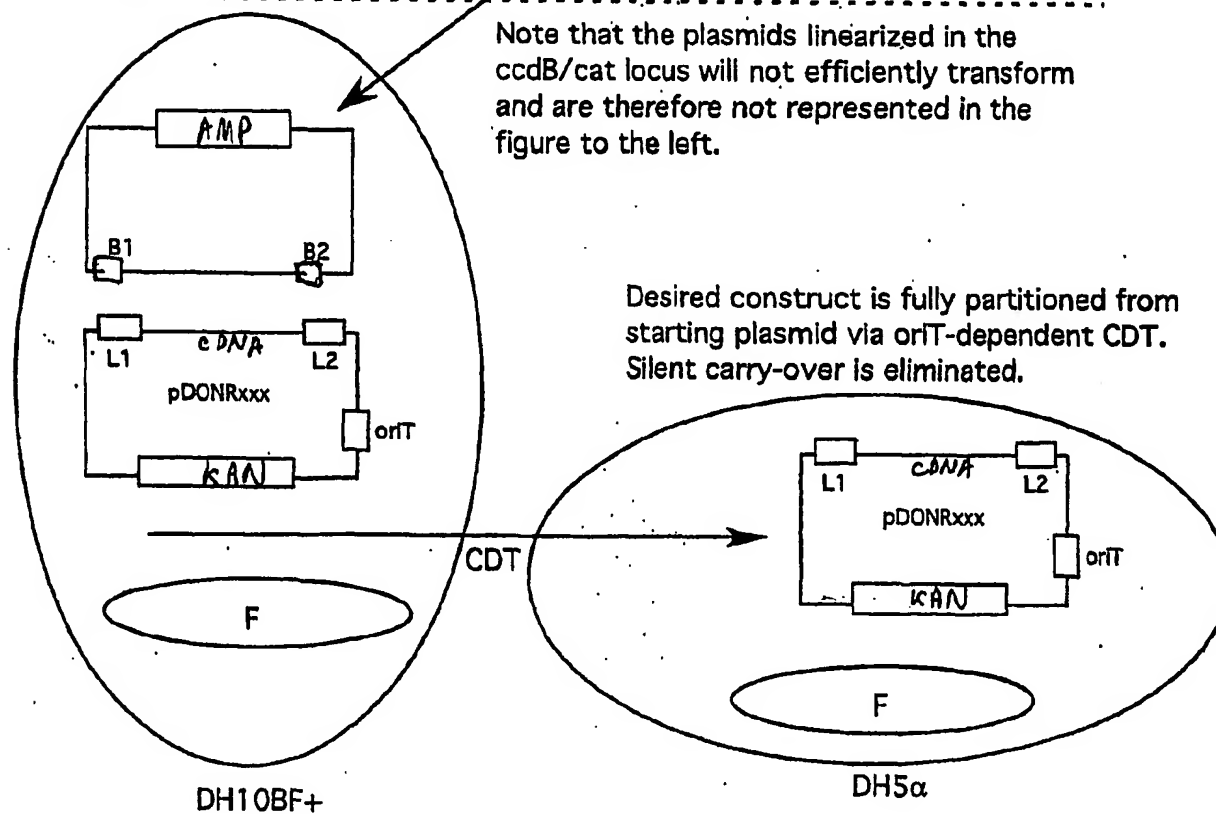 Note that the plasmids linearized in the
ccdB/cat locus will not efficiently transform
and are therefore not represented in the
figure to the left.
AMP
B1
B2
L1
cDNA
L2
pDONRxxx
oriT
KAN
F
DH10BF+
CDT
Desired construct is fully partitioned from
starting plasmid via oriT-dependent CDT.
Silent carry-over is eliminated.
L1
cDNA
L2
pDONRxxx
oriT
KAN
F
DH5α